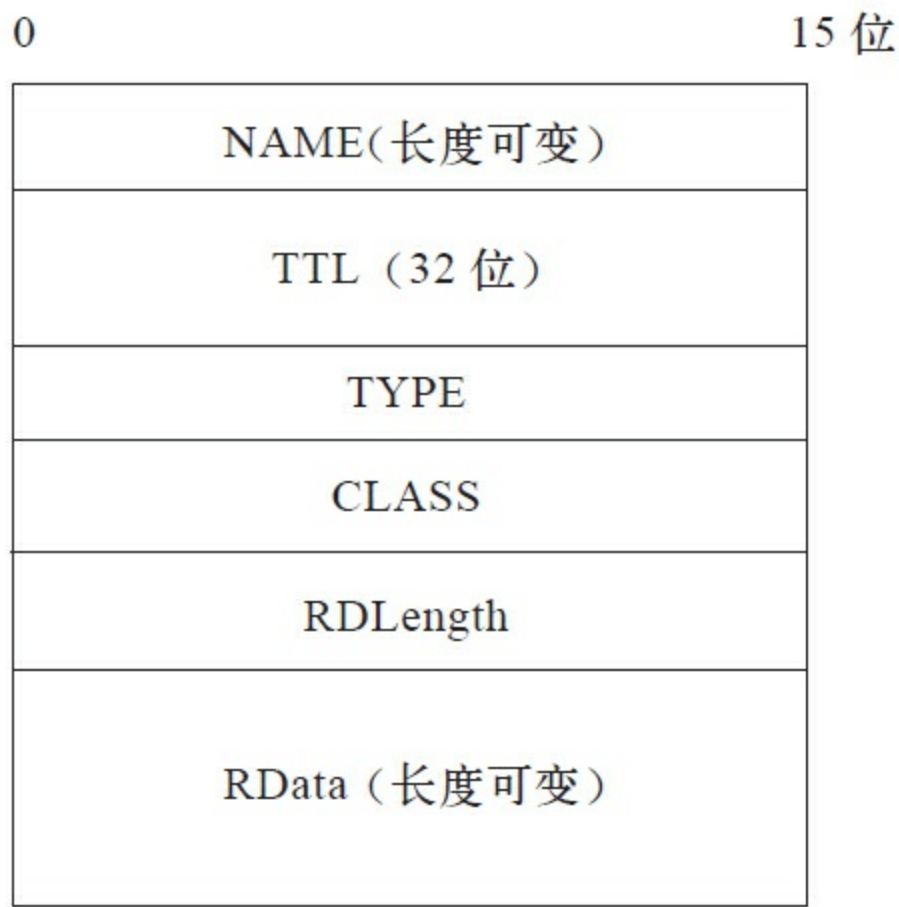 0 15 位
NAME(长度可变)
TTL（32 位）
TYPE
CLASS
RDLength
RData（长度可变）